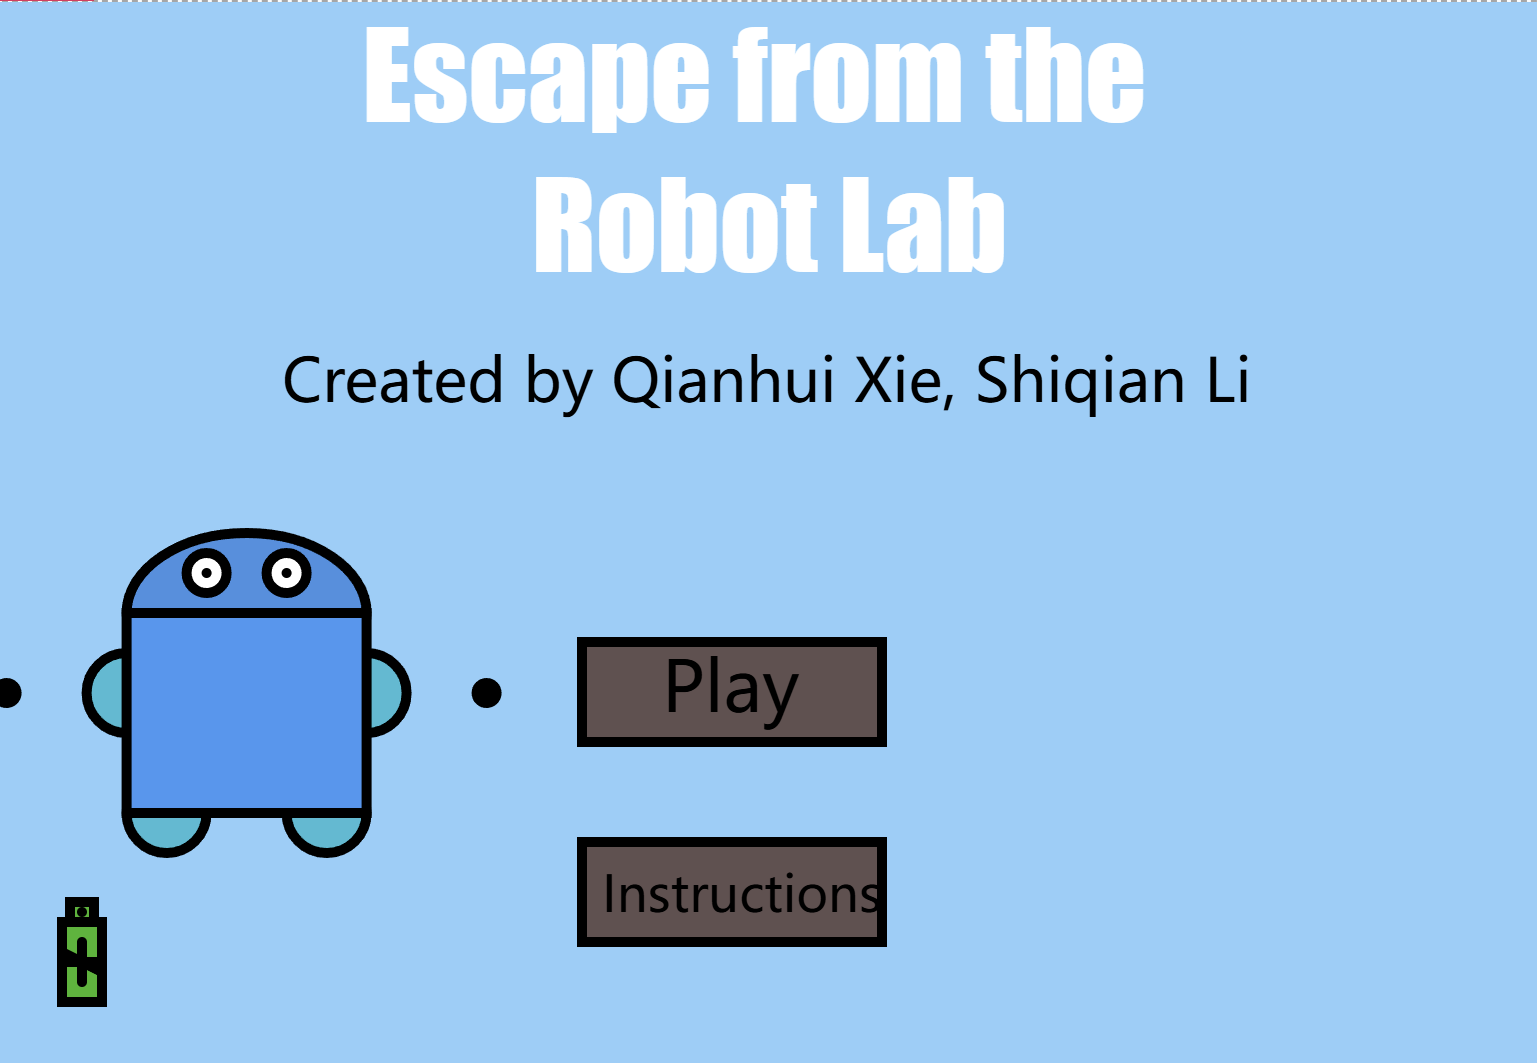 Escape from the
Robot Lab
Created by Qianhui Xie, Shiqian Li
Play
Instructions